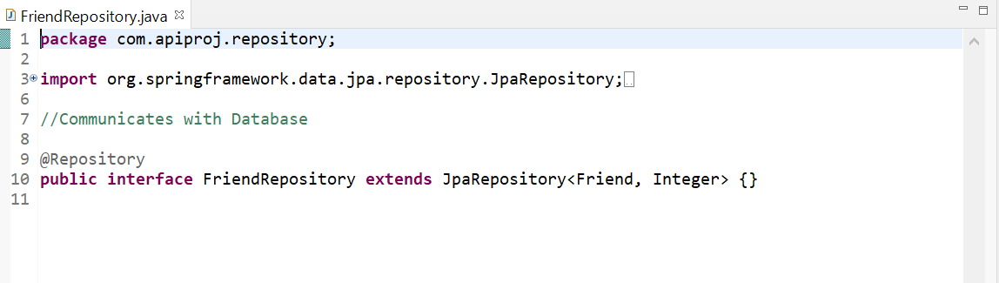 FriendRepository.java
1 package com.apiproj.repository;
2
3 import org.springframework.data.jpa.repository.JpaRepository;
6
7 //Communicates with Database
8
9 @Repository
10 public interface FriendRepository extends JpaRepository<Friend, Integer> {}
11